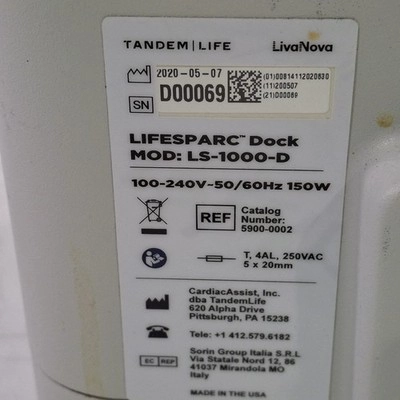 TANDEM|LIFE LivaNova
2020-05-07
SN D00069
(01)00814112020630
(11)200507
(21)D00069
LIFESPARC™ Dock
MOD: LS-1000-D
100-240V-50/60Hz 150W
REF Catalog
Number:
5900-0002
T, 4AL, 250VAC
5 x 20mm
CardiacAssist, Inc.
dba TandemLife
620 Alpha Drive
Pittsburgh, PA 15238
Tele: +1 412.579.6182
EC REP Sorin Group Italia S.R.L
Via Statale Nord 12, 86
41037 Mirandola MO
Italy
MADE IN THE USA